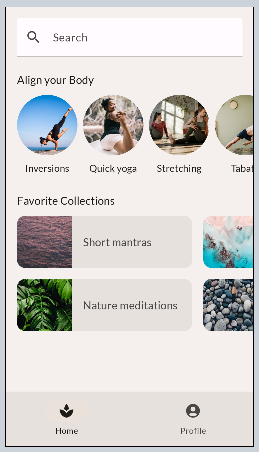 Search
Align your Body
Inversions
Quick yoga
Stretching
Tabat
Favorite Collections
Short mantras
Nature meditations
Home
Profile